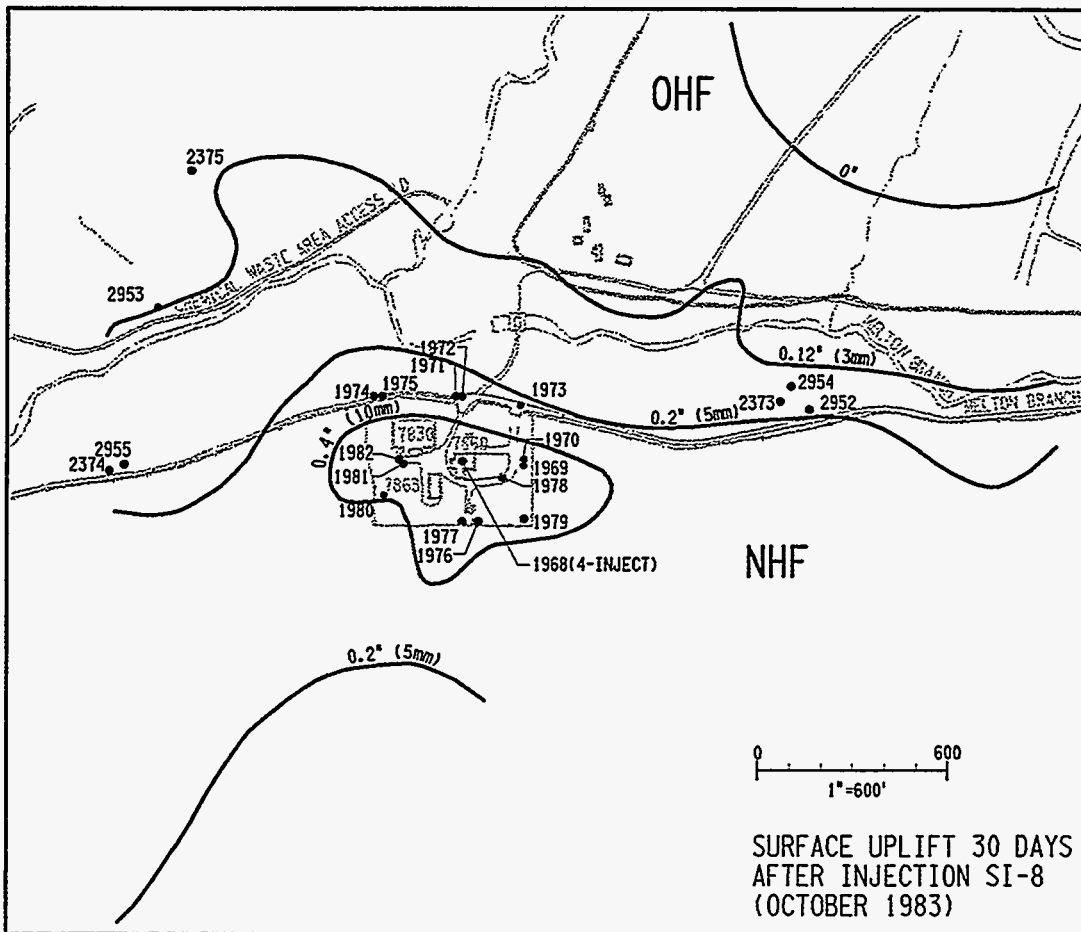 OHF
0"
2375
CHEMICAL WASTE AREA ACCESS
2953
MELTON BRAN
0.12" (3mm)
1972
1971
1974
1975
1973
2954
2373
2952
0.2" (5mm)
MELTON BRANCH
0.4" (10mm)
7830
7860
1970
2955
2374
1982
1969
1981
1978
7863
1980
1979
1977
1976
1968(4-INJECT)
NHF
0.2" (5mm)
0
600
1"=600'
SURFACE UPLIFT 30 DAYS
AFTER INJECTION SI-8
(OCTOBER 1983)